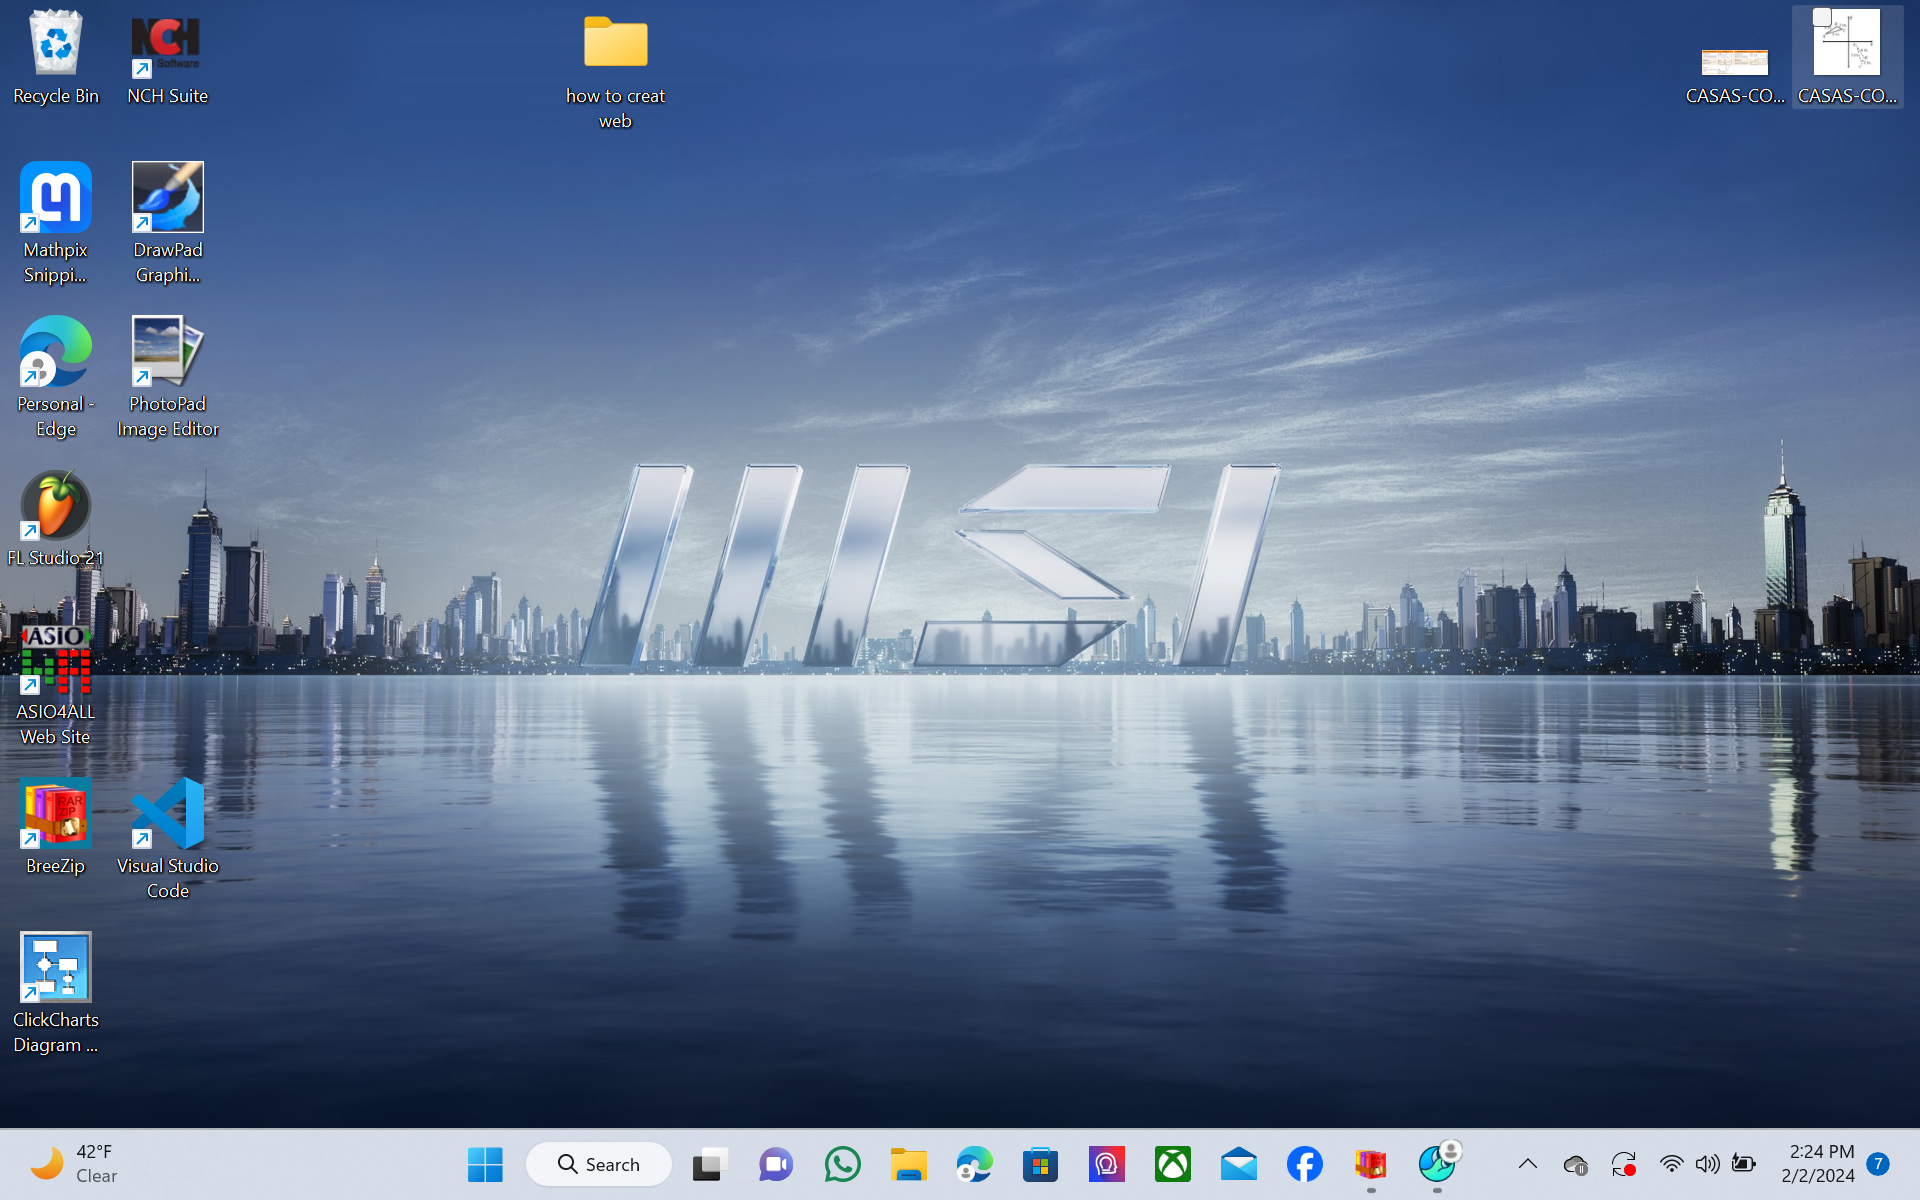 Recycle Bin
NCH
Software
NCH Suite
how to creat
web
CASAS-CO...
CASAS-CO...
Mathpix
Snippi...
DrawPad
Graphi...
Personal -
Edge
PhotoPad
Image Editor
FL Studio 21
msi
ASIO
ASIO4ALL
Web Site
RAR
ZIP
BreeZip
Visual Studio
Code
ClickCharts
Diagram ...
42°F
Clear
Search
2:24 PM
2/2/2024
7